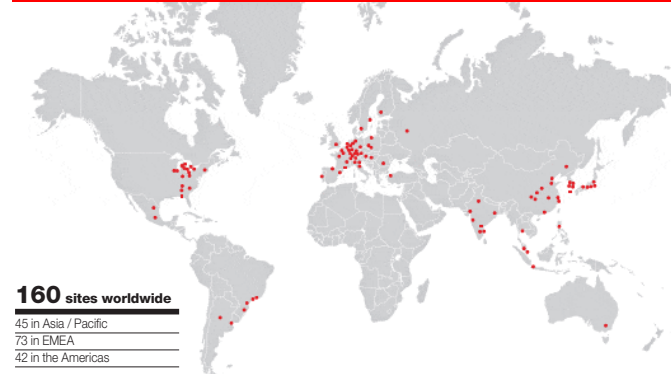 160 sites worldwide
45 in Asia / Pacific
73 in EMEA
42 in the Americas